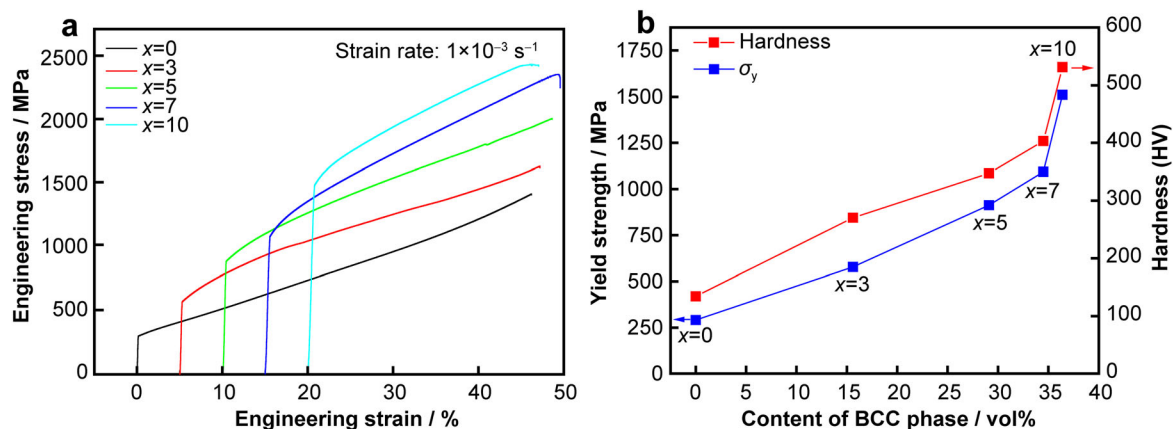 a
Strain rate: 1×10⁻³ s⁻¹
x=0
x=3
x=5
x=7
x=10
2500
2000
1500
1000
500
0
Engineering stress / MPa
0 10 20 30 40 50
Engineering strain / %
b
Hardness
σy
x=10
x=7
x=5
x=3
x=0
1750
1500
1250
1000
750
500
250
0
Yield strength / MPa
600
500
400
300
200
100
0
Hardness (HV)
0 5 10 15 20 25 30 35 40
Content of BCC phase / vol%